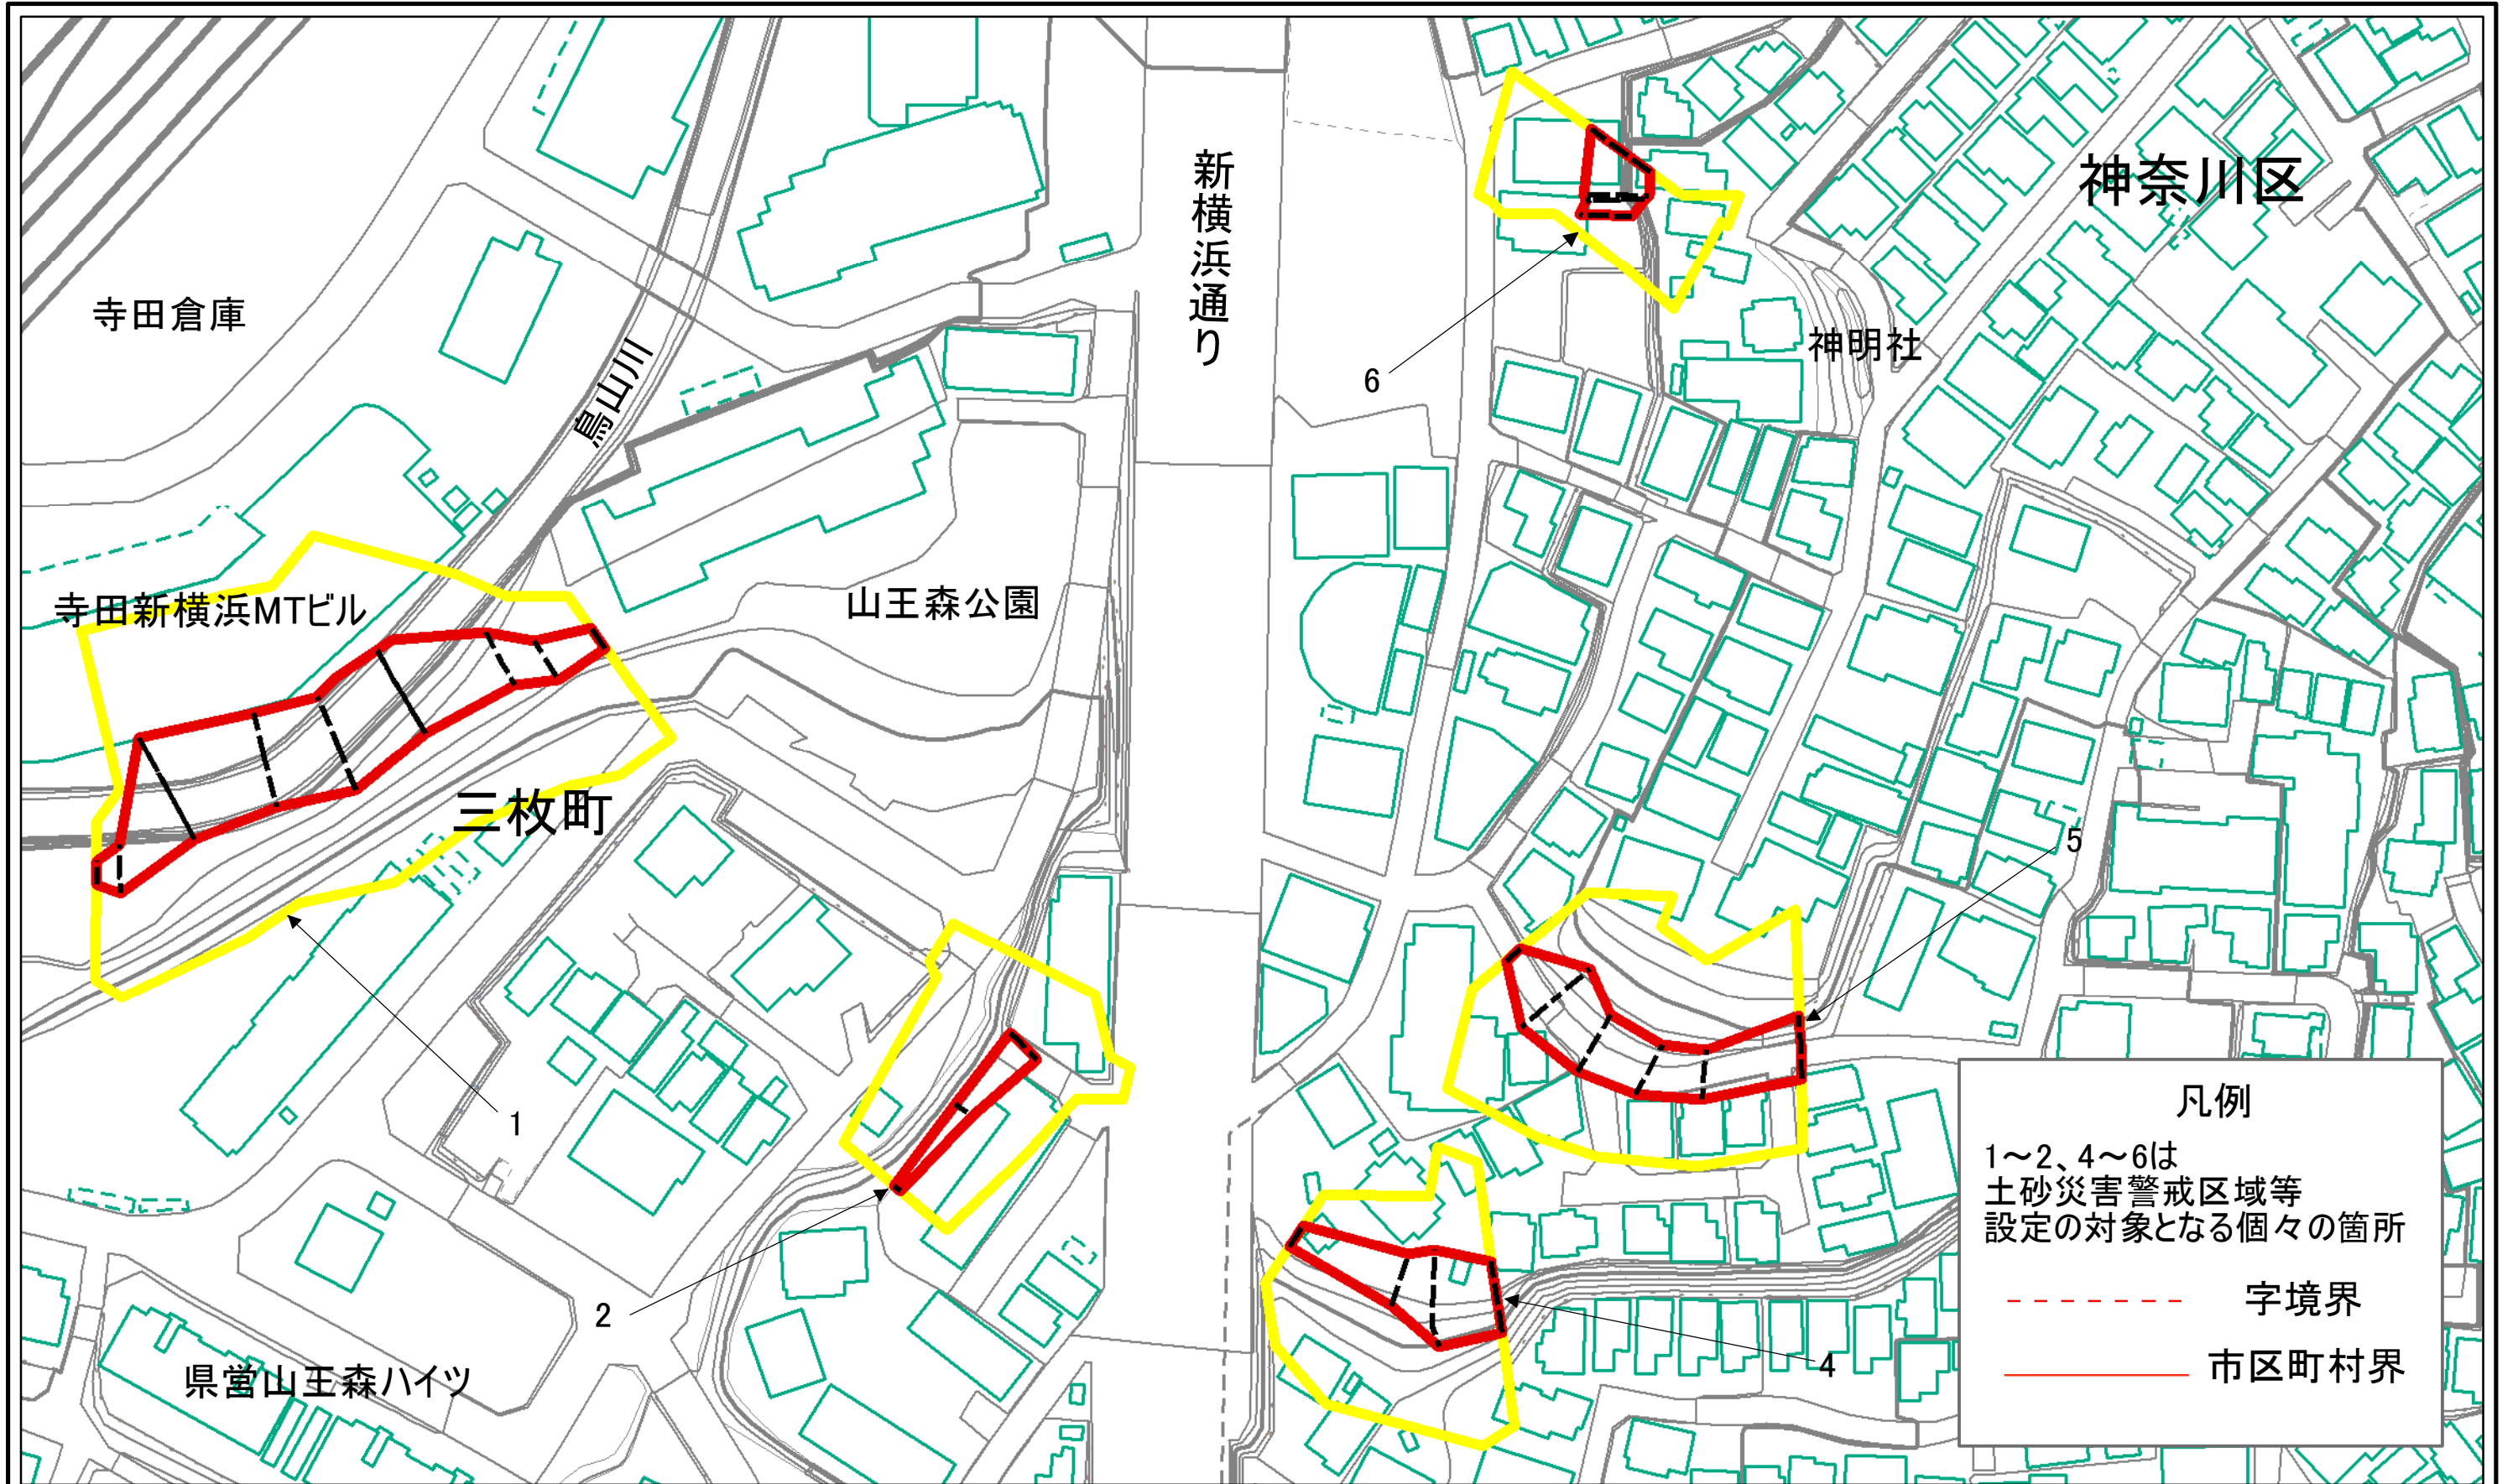 新横浜通り
神奈川区
寺田倉庫
鳥山川
神明社
6
寺田新横浜MTビル
山王森公園
三枚町
5
1
2
4
県営山王森ハイツ
凡例
1～2、4～6は
土砂災害警戒区域等
設定の対象となる個々の箇所
字境界
市区町村界